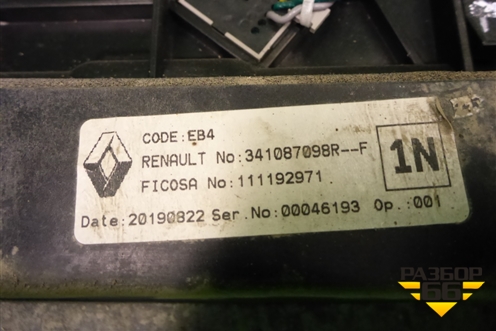 CODE:EB4
RENAULT No:341087098R--F
FICOSA No:111192971
1N
Date:20190822 Ser.No:00046193 Op.:001
РАЗБОР
66